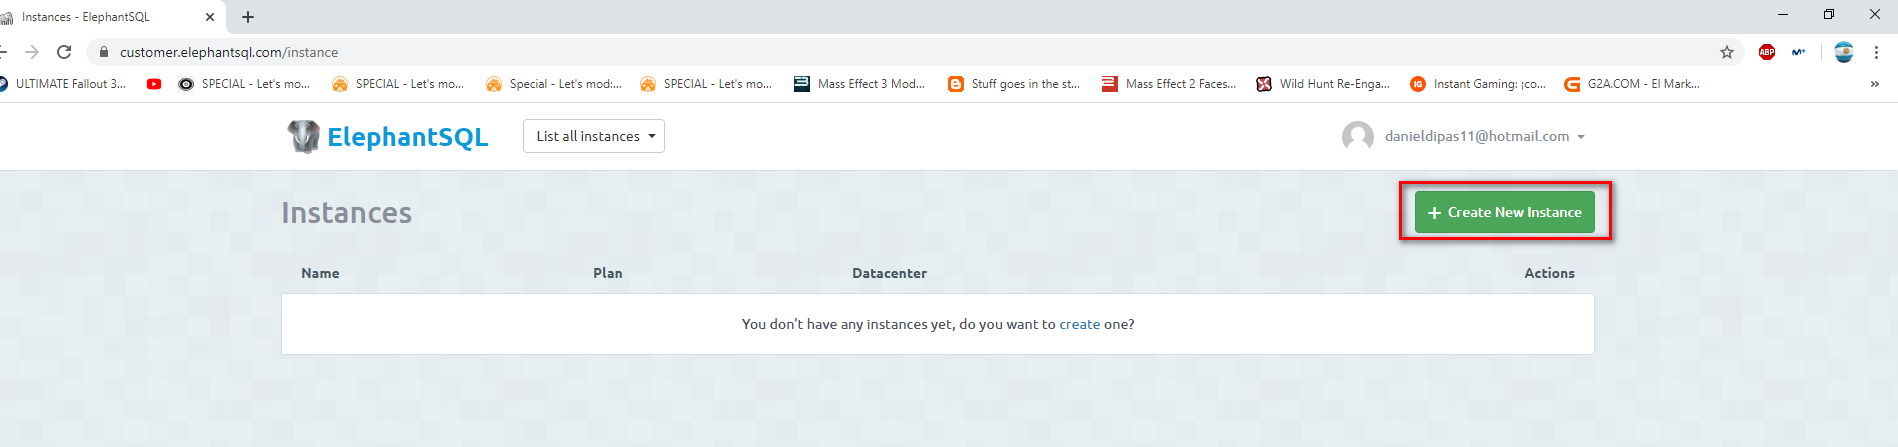 Instances - ElephantSQL
customer.elephantsql.com/instance
ABP
ULTIMATE Fallout 3... SPECIAL - Let's mo... SPECIAL - Let's mo... Special - Let's mod:... SPECIAL - Let's mo... Mass Effect 3 Mod... Stuff goes in the st... Mass Effect 2 Faces... Wild Hunt Re-Enga... IG Instant Gaming: ¡co... G2A.COM - El Mark... »
ElephantSQL List all instances danieldipas11@hotmail.com
Instances + Create New Instance
Name Plan Datacenter Actions
You don't have any instances yet, do you want to create one?